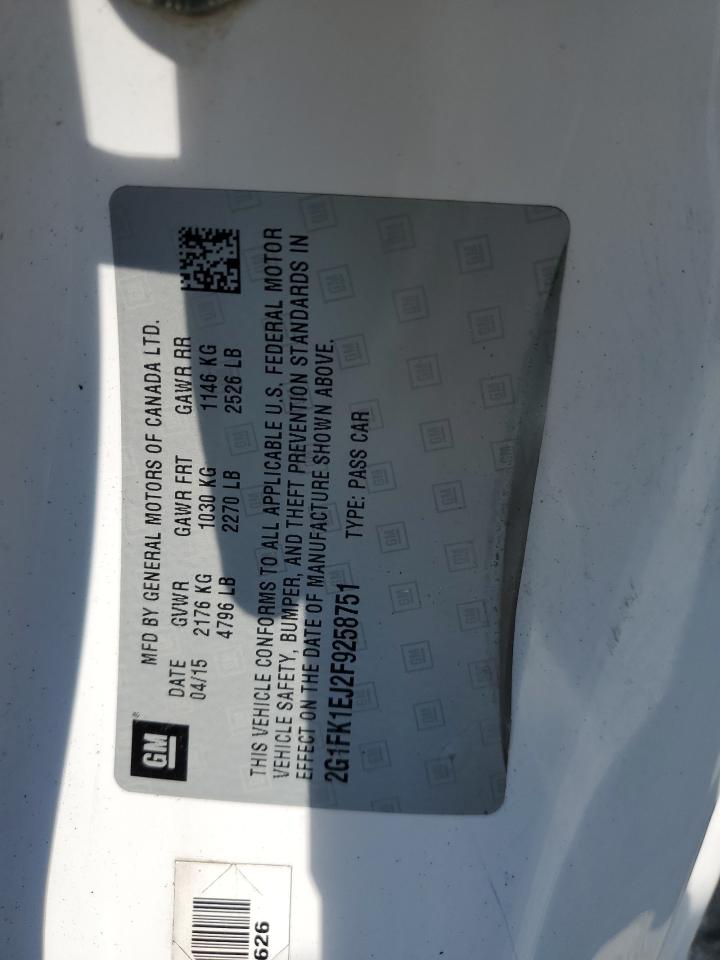 GM®
MFD BY GENERAL MOTORS OF CANADA LTD.
DATE GVWR GAWR FRT GAWR RR
04/15 2176 KG 1030 KG 1146 KG
4796 LB 2270 LB 2526 LB
THIS VEHICLE CONFORMS TO ALL APPLICABLE U.S. FEDERAL MOTOR
VEHICLE SAFETY, BUMPER, AND THEFT PREVENTION STANDARDS IN
EFFECT ON THE DATE OF MANUFACTURE SHOWN ABOVE.
2G1FK1EJ2F9258751 TYPE: PASS CAR
626